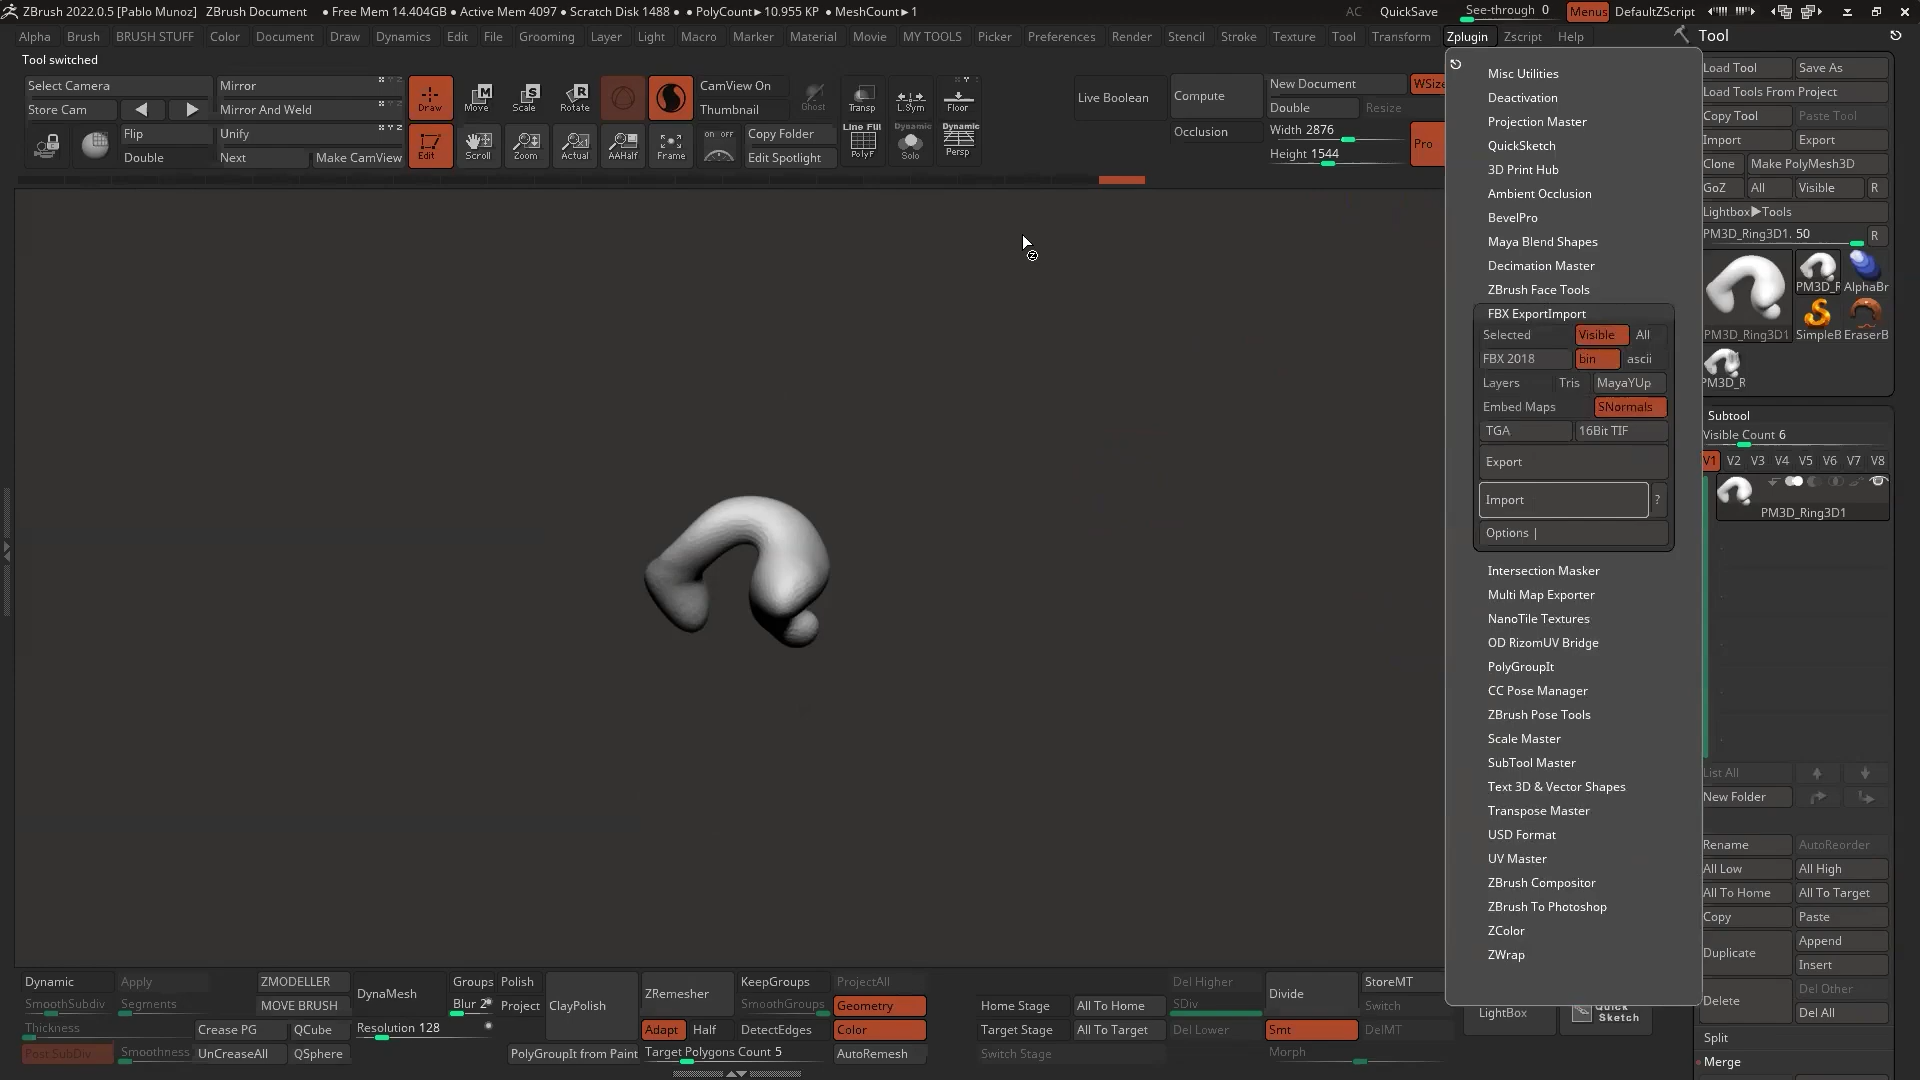 ZBrush 2022.0.5 [Pablo Munoz] ZBrush Document ● Free Mem 14.404GB ● Active Mem 4097 ● Scratch Disk 1488 ● ● PolyCount► 10.955 KP ● MeshCount► 1 AC QuickSave See-through 0 Menus DefaultZScript
Alpha Brush BRUSH STUFF Color Document Draw Dynamics Edit File Grooming Layer Light Macro Marker Material Movie MY TOOLS Picker Preferences Render Stencil Stroke Texture Tool Transform Zplugin Zscript Help
Tool switched
Select Camera
Store Cam
Mirror
Mirror And Weld
Flip
Unify
Double
Next
Make CamView
Draw
Move
Scale
Rotate
CamView On
Thumbnail
Ghost
Transp
L.Sym
Floor
Edit
Scroll
Zoom
Actual
AAHalf
Frame
ON OFF
Copy Folder
Edit Spotlight
Line Fill
PolyF
Dynamic
Solo
Dynamic
Persp
Live Boolean
Compute
Occlusion
New Document
WSize
Double
Resize
Width 2876
Height 1544
Pro
Misc Utilities
Deactivation
Projection Master
QuickSketch
3D Print Hub
Ambient Occlusion
BevelPro
Maya Blend Shapes
Decimation Master
ZBrush Face Tools
FBX ExportImport
Selected Visible All
FBX 2018 bin ascii
Layers Tris MayaYUp
Embed Maps SNormals
TGA 16Bit TIF
Export
Import ?
Options |
Intersection Masker
Multi Map Exporter
NanoTile Textures
OD RizomUV Bridge
PolyGroupIt
CC Pose Manager
ZBrush Pose Tools
Scale Master
SubTool Master
Text 3D & Vector Shapes
Transpose Master
USD Format
UV Master
ZBrush Compositor
ZBrush To Photoshop
ZColor
ZWrap
Tool
Load Tool Save As
Load Tools From Project
Copy Tool Paste Tool
Import Export
Clone Make PolyMesh3D
GoZ All Visible R
Lightbox►Tools
PM3D_Ring3D1. 50 R
PM3D_R AlphaBr
PM3D_Ring3D1 SimpleB EraserB
PM3D_R
Subtool
Visible Count 6
V1 V2 V3 V4 V5 V6 V7 V8
PM3D_Ring3D1
List All
New Folder
Rename AutoReorder
All Low All High
All To Home All To Target
Copy Paste
Duplicate Append
Insert
Delete Del Other
Del All
Split
Merge
Dynamic Apply
SmoothSubdiv Segments
Thickness
Post SubDiv Smoothness
ZMODELLER
MOVE BRUSH
Crease PG QCube
UnCreaseAll QSphere
DynaMesh
Resolution 128
Groups Polish
Blur 2 Project
ClayPolish
PolyGroupIt from Paint
ZRemesher
Adapt Half
Target Polygons Count 5
KeepGroups
SmoothGroups
DetectEdges
ProjectAll
Geometry
Color
AutoRemesh
Home Stage All To Home
Target Stage All To Target
Switch Stage
Del Higher
SDiv
Del Lower
Divide
Smt
Morph
StoreMT
Switch
DelMT
LightBox
Quick
Sketch